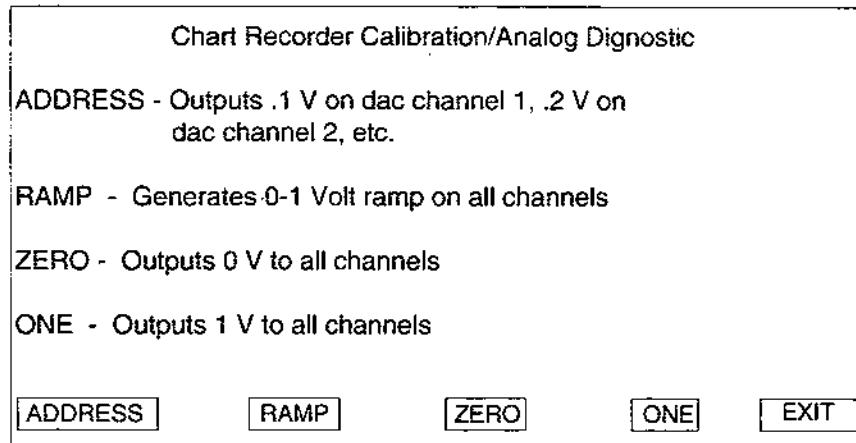 Chart Recorder Calibration/Analog Dignostic
ADDRESS - Outputs .1 V on dac channel 1, .2 V on
dac channel 2, etc.
RAMP - Generates 0-1 Volt ramp on all channels
ZERO - Outputs 0 V to all channels
ONE - Outputs 1 V to all channels
ADDRESS RAMP ZERO ONE EXIT